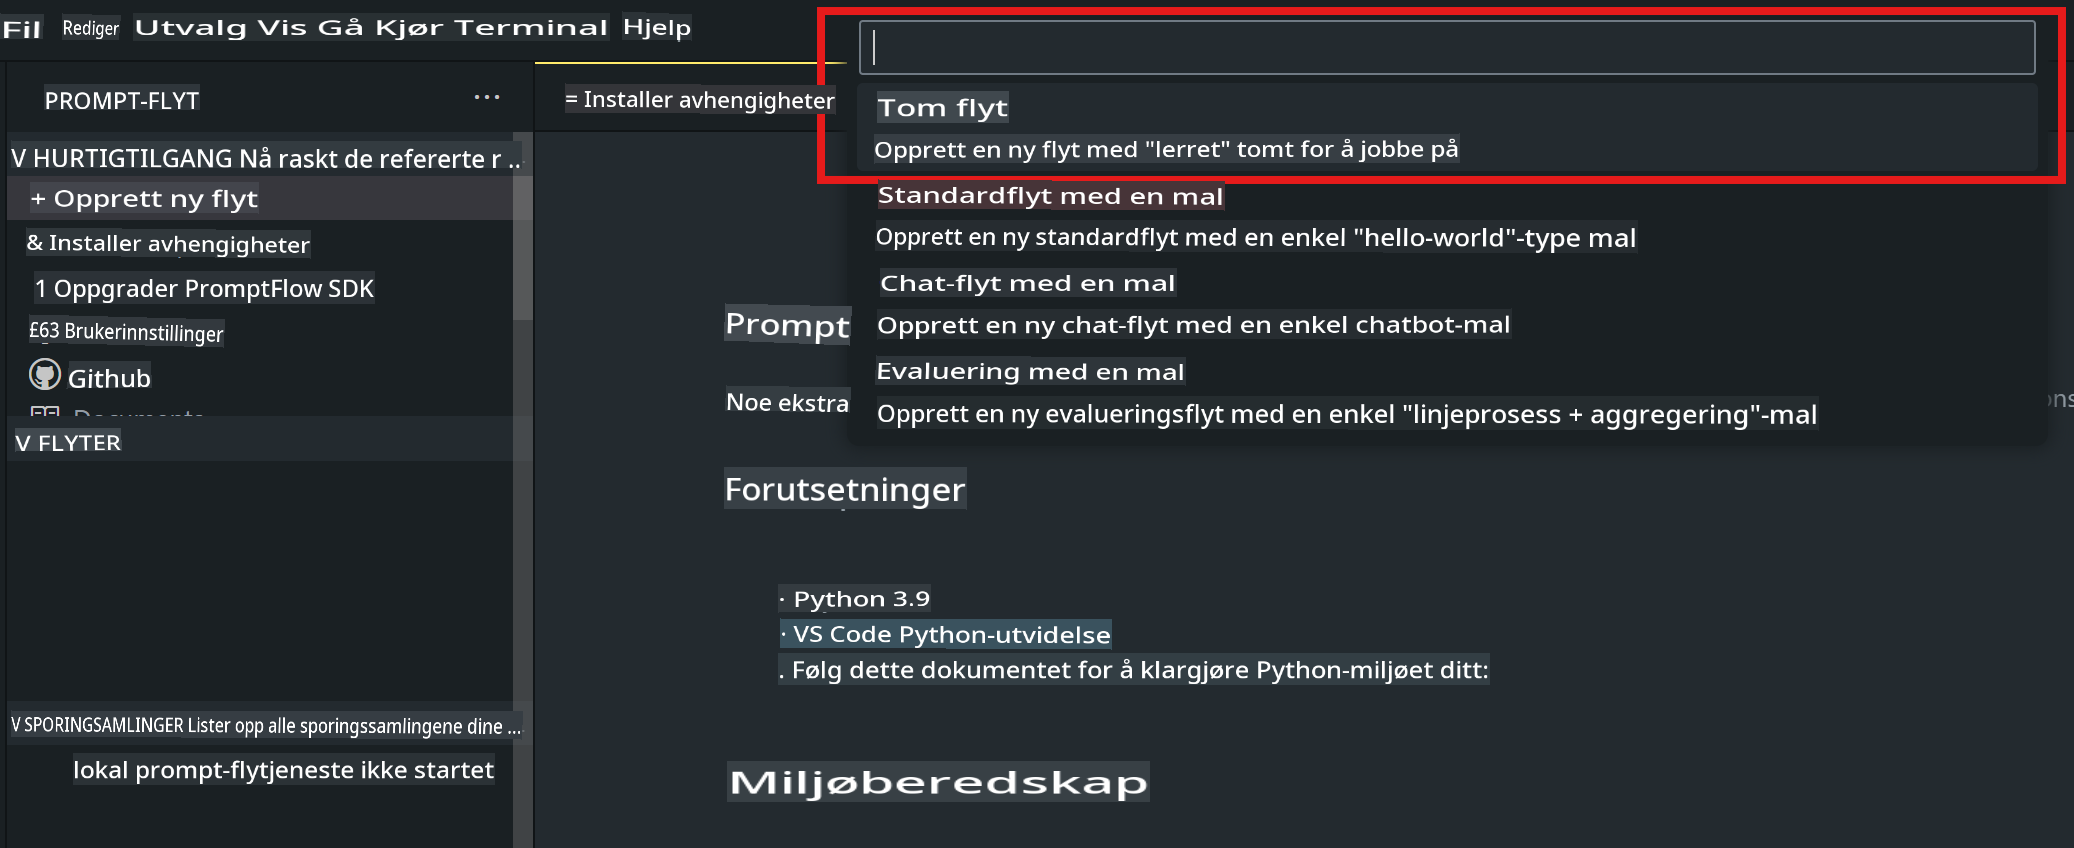 Fil Rediger Utvalg Vis Gå Kjør Terminal Hjelp
PROMPT-FLYT ...
= Installer avhengigheter
V HURTIGTILGANG Nå raskt de refererte r ..
+ Opprett ny flyt
& Installer avhengigheter
1 Oppgrader PromptFlow SDK
£63 Brukerinnstillinger
Github
V FLYTER
V SPORINGSAMLINGER Lister opp alle sporingssamlingene dine ...
lokal prompt-flytjeneste ikke startet
Tom flyt
Opprett en ny flyt med "lerret" tomt for å jobbe på
Standardflyt med en mal
Opprett en ny standardflyt med en enkel "hello-world"-type mal
Chat-flyt med en mal
Opprett en ny chat-flyt med en enkel chatbot-mal
Evaluering med en mal
Opprett en ny evalueringsflyt med en enkel "linjeprosess + aggregering"-mal
Prompt
Noe ekstra
Forutsetninger
· Python 3.9
· VS Code Python-utvidelse
. Følg dette dokumentet for å klargjøre Python-miljøet ditt:
Miljøberedskap